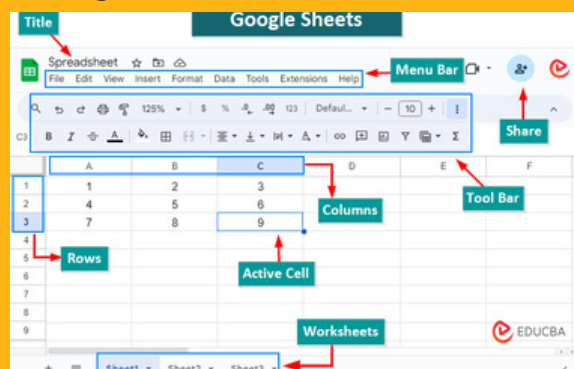 Google Sheets
Title
Spreadsheet
File Edit View Insert Format Data Tools Extensions Help
Menu Bar
125% $ % .0 .00 123 Defaul... − 10 +
Share
C3 B I A A Σ
Tool Bar
A B C D E F
1 1 2 3
2 4 5 6
3 7 8 9
Columns
4
5
Rows
Active Cell
6
7
8
9
EDUCBA
Worksheets
Sheet1 Sheet2 Sheet3